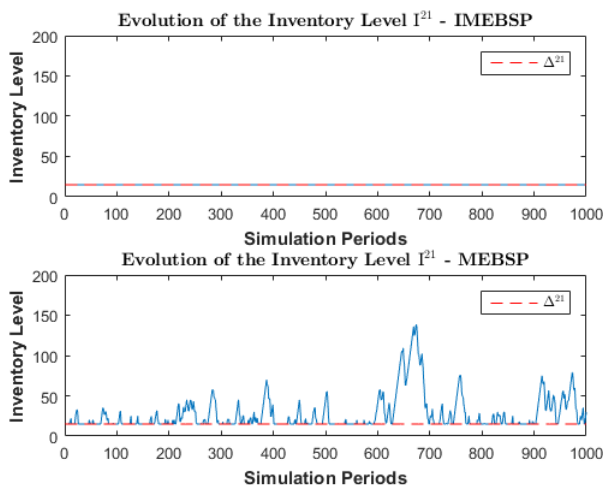 Evolution of the Inventory Level I²¹ - IMEBSP
200
150
100
50
0
Inventory Level
Δ²¹
0 100 200 300 400 500 600 700 800 900 1000
Simulation Periods
Evolution of the Inventory Level I²¹ - MEBSP
200
150
100
50
0
Inventory Level
Δ²¹
0 100 200 300 400 500 600 700 800 900 1000
Simulation Periods